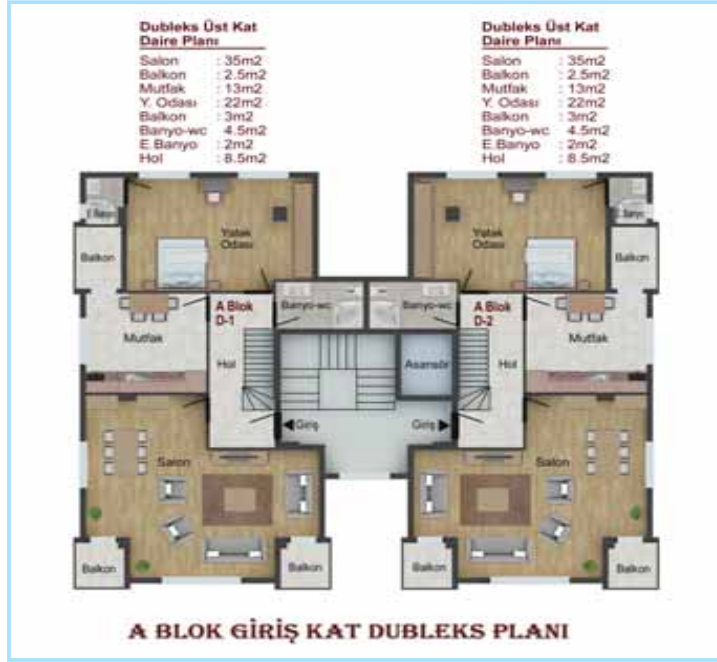 Dubleks Üst Kat
Daire Planı
Salon : 35m2
Balkon : 2.5m2
Mutfak : 13m2
Y. Odası : 22m2
Balkon : 3m2
Banyo-wc 4.5m2
E.Banyo : 2m2
Hol : 8.5m2
Dubleks Üst Kat
Daire Planı
Salon : 35m2
Balkon : 2.5m2
Mutfak : 13m2
Y. Odası : 22m2
Balkon : 3m2
Banyo-wc 4.5m2
E.Banyo : 2m2
Hol : 8.5m2
E.Banyo
Yatak
Odası
Balkon
Mutfak
A Blok
D-1
Banyo-wc
Hol
Giriş
Salon
Balkon
Balkon
Asansör
E.Banyo
Yatak
Odası
Balkon
Mutfak
A Blok
D-2
Banyo-wc
Hol
Giriş
Salon
Balkon
Balkon
A BLOK GİRİŞ KAT DUBLEKS PLANI